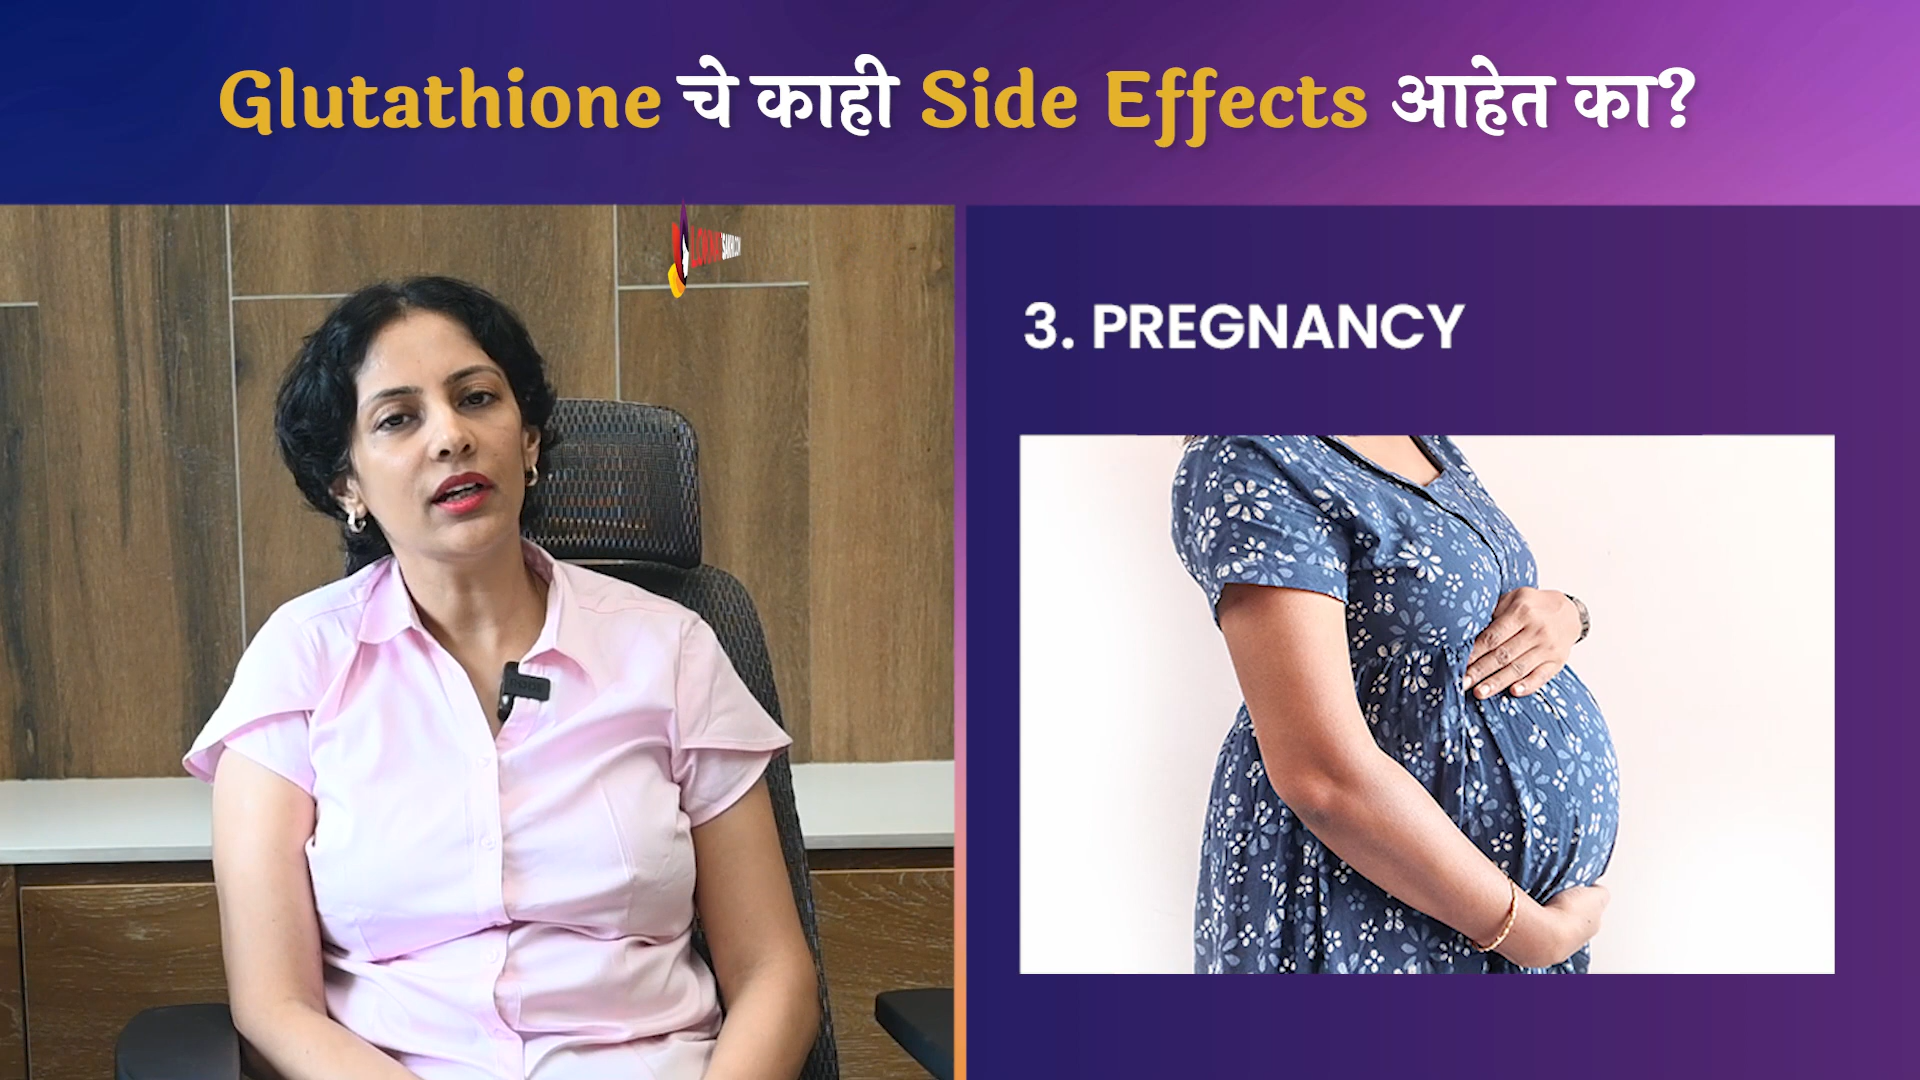 Glutathione चे काही Side Effects आहेत का?
3. PREGNANCY